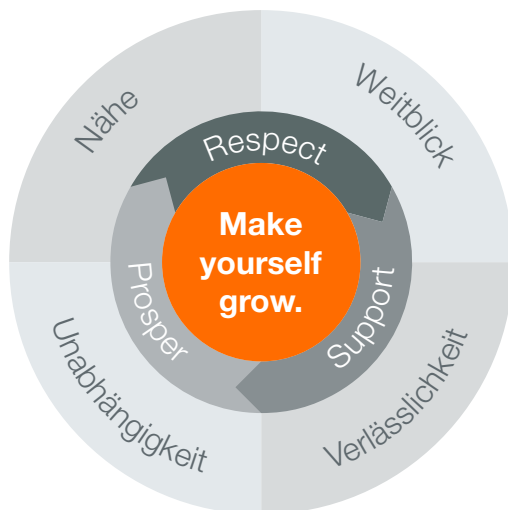 Nähe
Weitblick
Respect
Make
yourself
grow.
Prosper
Support
Unabhängigkeit
Verlässlichkeit